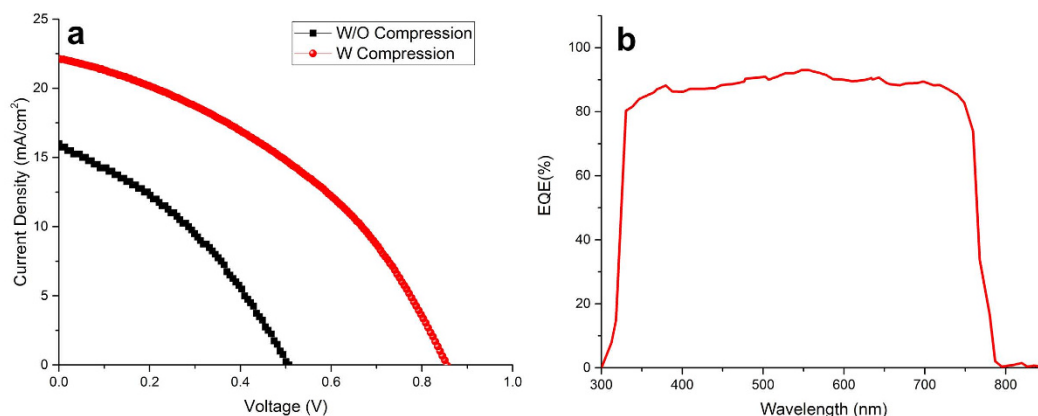 a
W/O Compression
W Compression
25
20
15
10
5
0
Current Density (mA/cm²)
0.0 0.2 0.4 0.6 0.8 1.0
Voltage (V)
b
100
80
60
40
20
0
EQE(%)
300 400 500 600 700 800
Wavelength (nm)